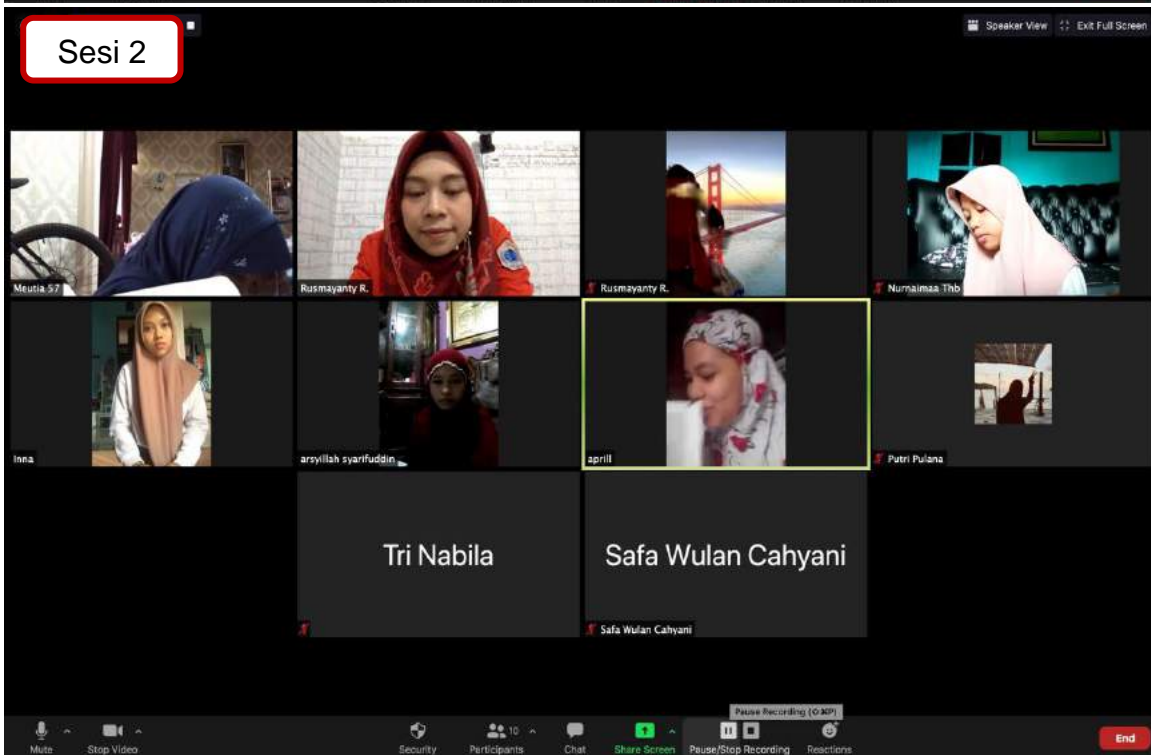 Sesi 2
Speaker View
Exit Full Screen
Meutia 57
Rusmayanty R.
Rusmayanty R.
Nurnaimaa Thb
Inna
arsyillah syarifuddin
aprill
Putri Pulana
Tri Nabila
Safa Wulan Cahyani
Safa Wulan Cahyani
Pause Recording (⇧⌘P)
Mute
Stop Video
Security
Participants
10
Chat
Share Screen
Pause/Stop Recording
Reactions
End